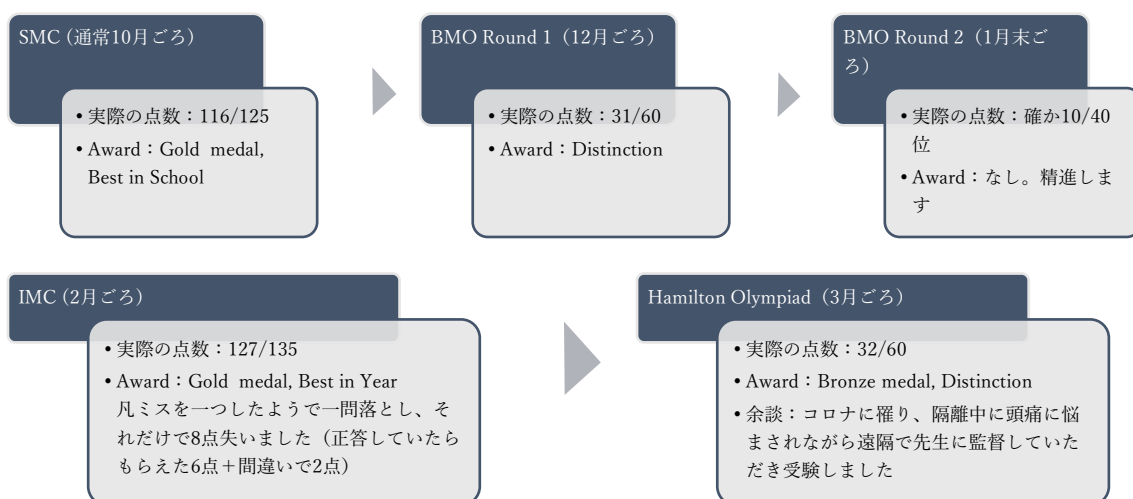 SMC (通常10月ごろ)
• 実際の点数：116/125
• Award：Gold medal,
Best in School
BMO Round 1（12月ごろ）
• 実際の点数：31/60
• Award：Distinction
BMO Round 2（1月末ご
ろ）
• 実際の点数：確か10/40
位
• Award：なし。精進しま
す
IMC (2月ごろ)
• 実際の点数：127/135
• Award：Gold medal, Best in Year
凡ミスを一つしたようで一問落とし、そ
れだけで8点失いました（正答していたら
もらえた6点＋間違いで2点）
Hamilton Olympiad（3月ごろ）
• 実際の点数：32/60
• Award：Bronze medal, Distinction
• 余談：コロナに罹り、隔離中に頭痛に悩
まされながら遠隔で先生に監督していた
だき受験しました